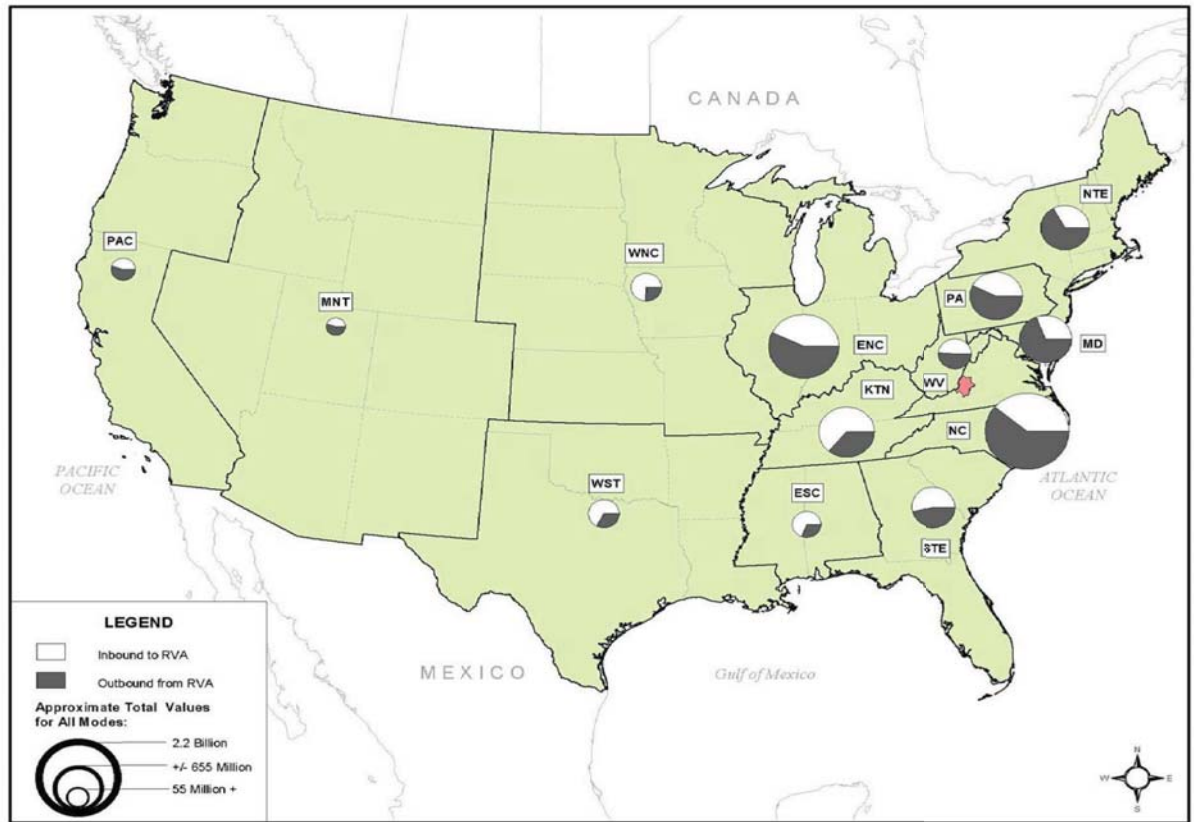 CANADA
NTE
PAC
WNC
MNT
PA
ENC
MD
KTN
WV
NC
PACIFIC
OCEAN
ATLANTIC
OCEAN
WST
ESC
STE
LEGEND
Inbound to RVA
Outbound from RVA
Approximate Total Values
for All Modes:
2.2 Billion
+/- 655 Million
55 Million +
MEXICO
Gulf of Mexico
N
W
E
S